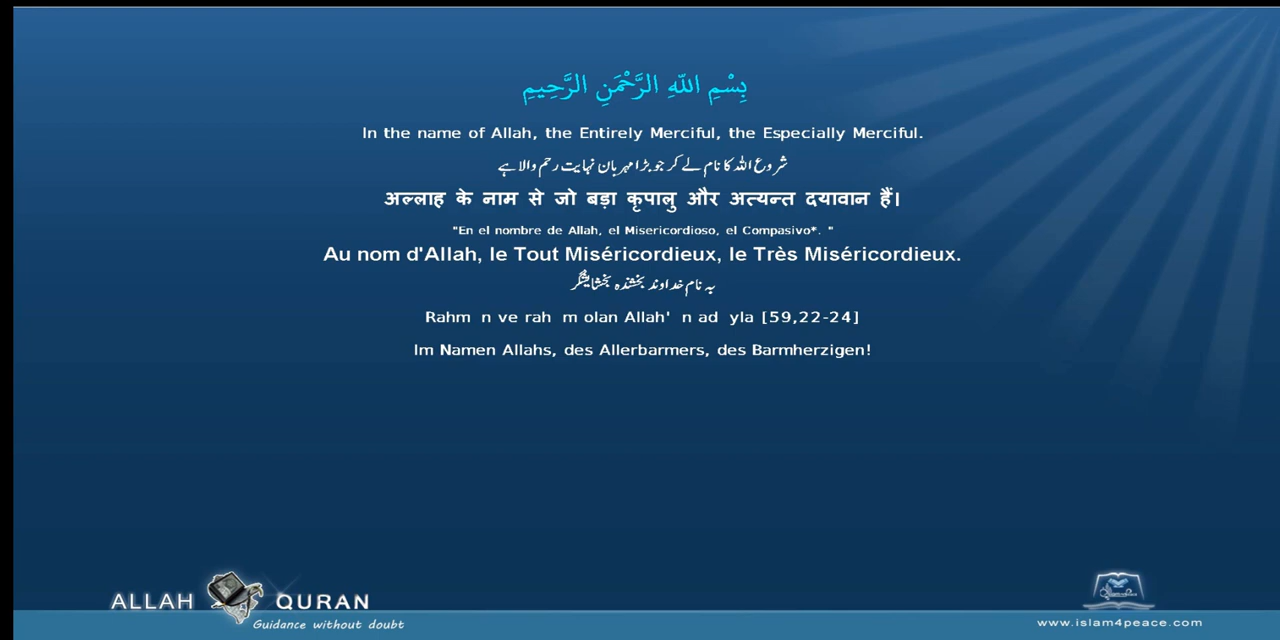 بِسْمِ اللّهِ الرَّحْمَنِ الرَّحِيمِ
In the name of Allah, the Entirely Merciful, the Especially Merciful.
شروع اللہ کا نام لے کر جو بڑا مہربان نہایت رحم والا ہے
अल्लाह के नाम से जो बड़ा कृपालु और अत्यन्त दयावान हैं।
"En el nombre de Allah, el Misericordioso, el Compasivo*. "
Au nom d'Allah, le Tout Miséricordieux, le Très Miséricordieux.
به نام خداوند بخشنده بخشایشگر
Rahm n ve rah m olan Allah' n ad yla [59,22-24]
Im Namen Allahs, des Allerbarmers, des Barmherzigen!
ALLAH QURAN
Guidance without doubt
www.islam4peace.com